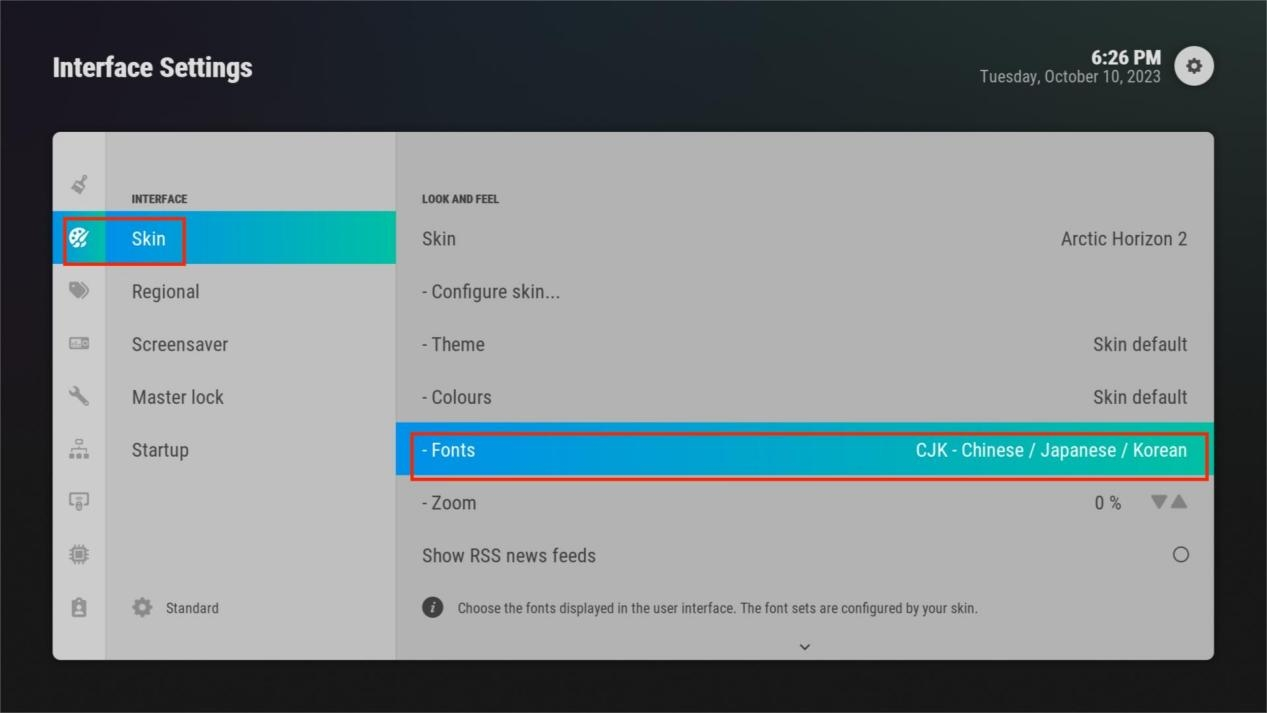 Interface Settings
6:26 PM
Tuesday, October 10, 2023
INTERFACE
Skin
Regional
Screensaver
Master lock
Startup
Standard
LOOK AND FEEL
Skin Arctic Horizon 2
- Configure skin...
- Theme Skin default
- Colours Skin default
- Fonts CJK - Chinese / Japanese / Korean
- Zoom 0 %
Show RSS news feeds
Choose the fonts displayed in the user interface. The font sets are configured by your skin.